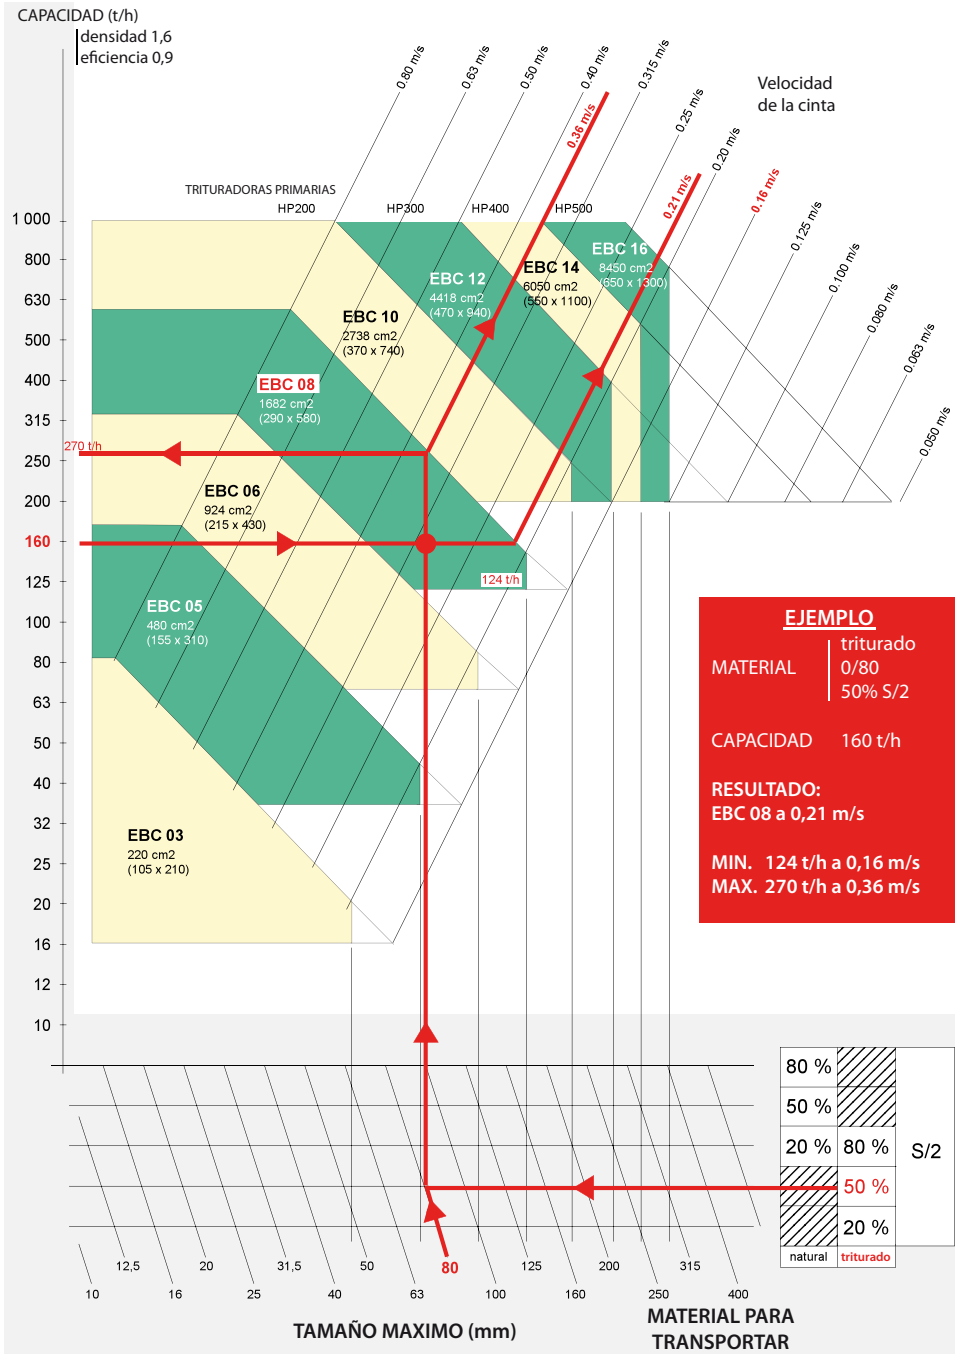 CAPACIDAD (t/h)
densidad 1,6
eficiencia 0,9
0.80 m/s
0.63 m/s
0.50 m/s
0.40 m/s
0.315 m/s
0.25 m/s
0.20 m/s
0.36 m/s
0.21 m/s
0.16 m/s
0.125 m/s
0.100 m/s
0.080 m/s
0.063 m/s
0.050 m/s
Velocidad
de la cinta
TRITURADORAS PRIMARIAS
HP200
HP300
HP400
HP500
1 000
800
630
500
400
315
250
200
160
125
100
80
63
50
40
32
25
20
16
12
10
EBC 16
8450 cm2
(650 x 1300)
EBC 14
6050 cm2
(550 x 1100)
EBC 12
4418 cm2
(470 x 940)
EBC 10
2738 cm2
(370 x 740)
EBC 08
1682 cm2
(290 x 580)
270 t/h
EBC 06
924 cm2
(215 x 430)
124 t/h
EBC 05
480 cm2
(155 x 310)
EBC 03
220 cm2
(105 x 210)
EJEMPLO
MATERIAL
triturado
0/80
50% S/2
CAPACIDAD 160 t/h
RESULTADO:
EBC 08 a 0,21 m/s
MIN. 124 t/h a 0,16 m/s
MAX. 270 t/h a 0,36 m/s
80 %
50 %
20 % 80 %
50 %
20 %
S/2
natural triturado
12,5 20 31,5 50 80 125 200 315
10 16 25 40 63 100 160 250 400
TAMAÑO MAXIMO (mm)
MATERIAL PARA
TRANSPORTAR